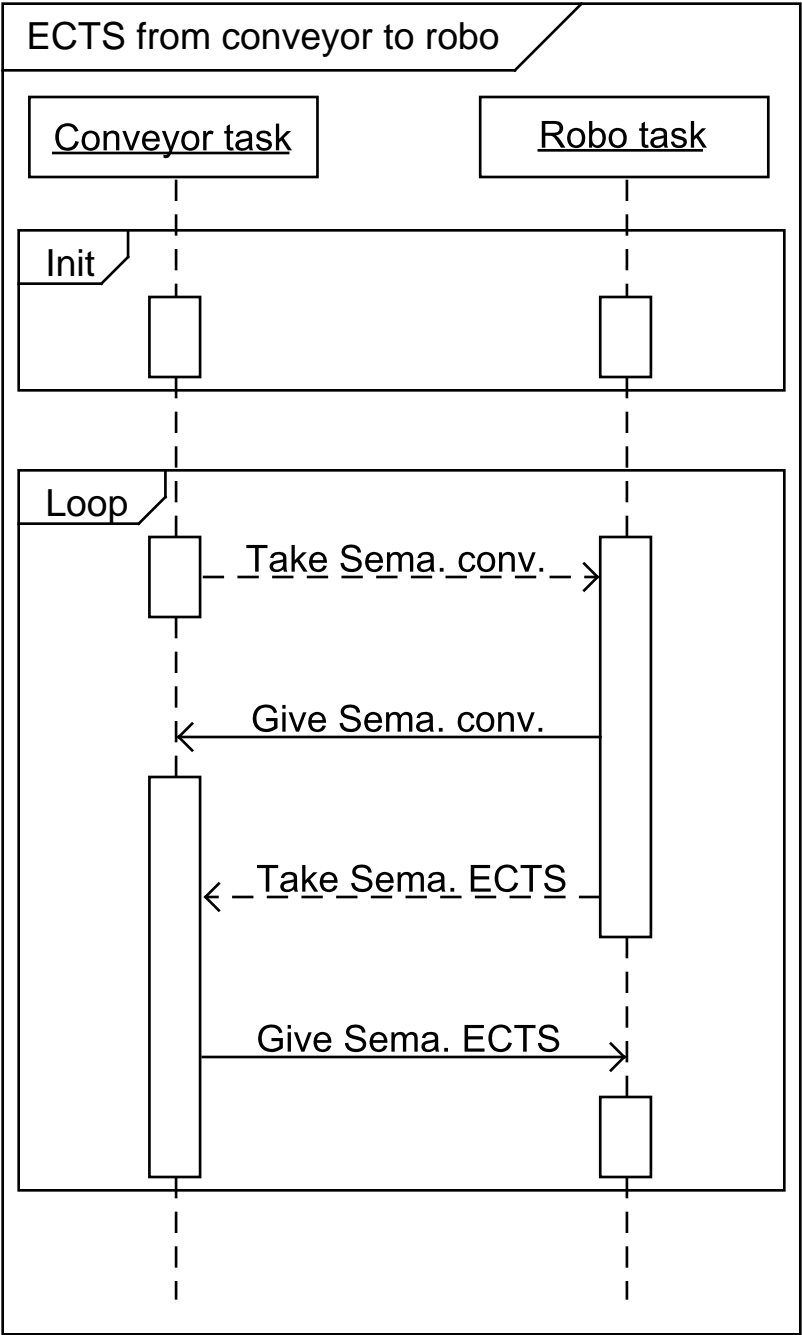 ECTS from conveyor to robo
Conveyor task
Robo task
Init
Loop
Take Sema. conv.
Give Sema. conv.
Take Sema. ECTS
Give Sema. ECTS